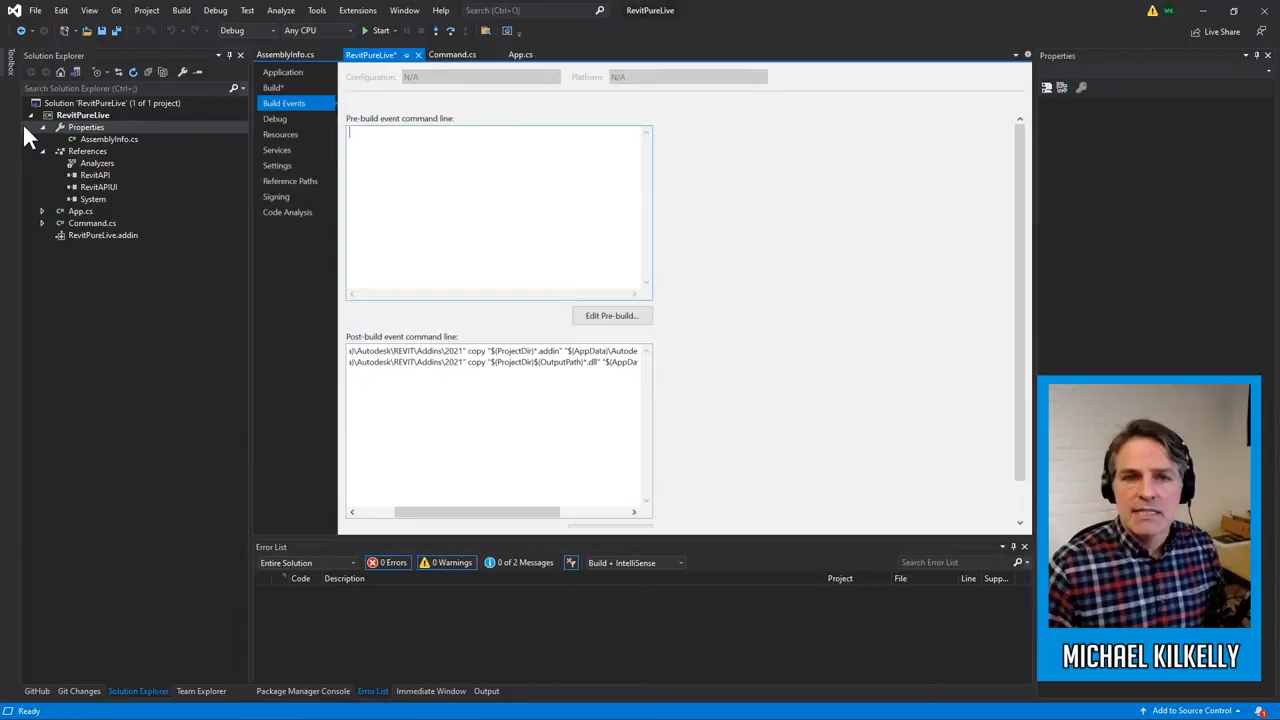 File Edit View Git Project Build Debug Test Analyze Tools Extensions Window Help Search (Ctrl+Q) RevitPureLive MK
Debug Any CPU Start Live Share
Toolbox
Solution Explorer
Search Solution Explorer (Ctrl+;)
Solution 'RevitPureLive' (1 of 1 project)
RevitPureLive
Properties
AssemblyInfo.cs
References
Analyzers
RevitAPI
RevitAPIUI
System
App.cs
Command.cs
RevitPureLive.addin
AssemblyInfo.cs RevitPureLive* Command.cs App.cs
Application
Build*
Build Events
Debug
Resources
Services
Settings
Reference Paths
Signing
Code Analysis
Configuration: N/A Platform: N/A
Pre-build event command line:
Edit Pre-build...
Post-build event command line:
a)\Autodesk\REVIT\Addins\2021" copy "$(ProjectDir)*.addin" "$(AppData)\Autode
a)\Autodesk\REVIT\Addins\2021" copy "$(ProjectDir)$(OutputPath)*.dll" "$(AppDa
Properties
Error List
Entire Solution 0 Errors 0 Warnings 0 of 2 Messages Build + IntelliSense Search Error List
Code Description Project File Line Supp...
MICHAEL KILKELLY
GitHub Git Changes Solution Explorer Team Explorer
Package Manager Console Error List Immediate Window Output
Ready Add to Source Control 1